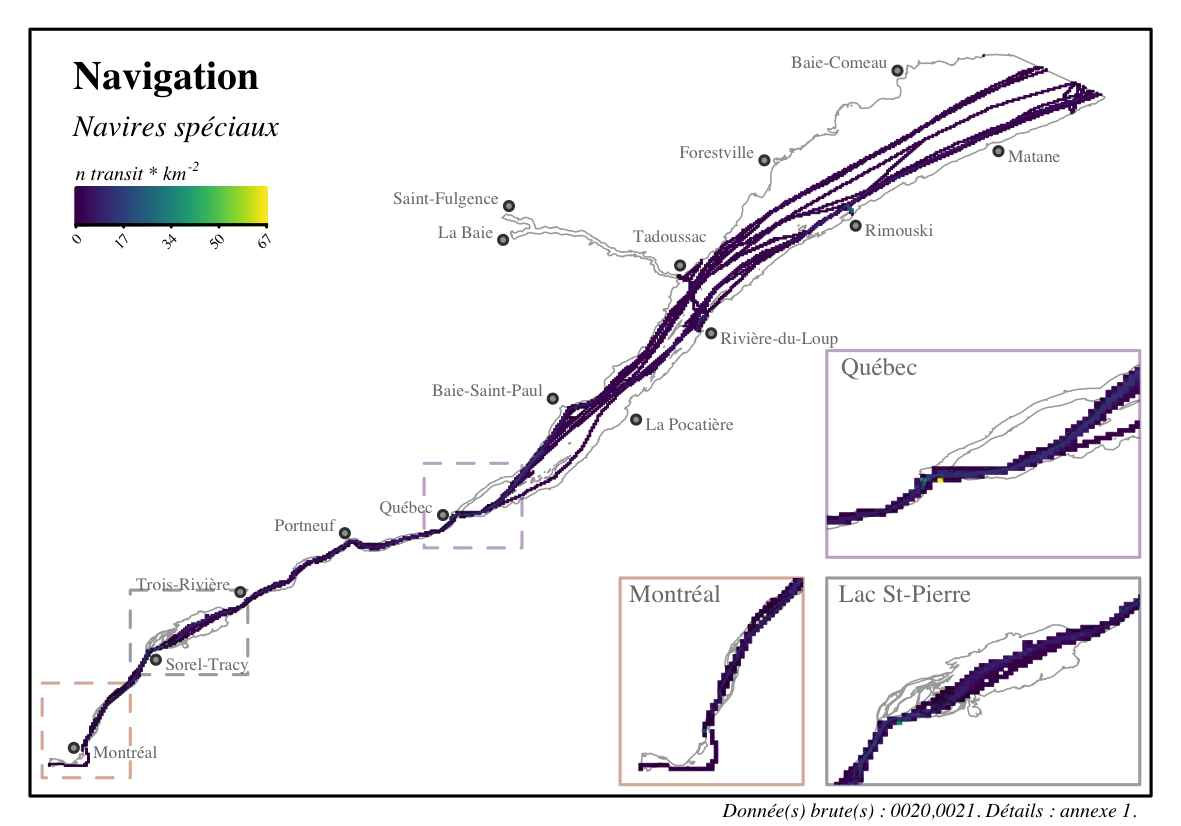 Navigation
Navires spéciaux
n transit * km-2
0 17 34 50 67
Baie-Comeau
Forestville
Matane
Saint-Fulgence
La Baie
Tadoussac
Rimouski
Rivière-du-Loup
Baie-Saint-Paul
La Pocatière
Québec
Portneuf
Trois-Rivière
Sorel-Tracy
Montréal
Québec
Montréal
Lac St-Pierre
Donnée(s) brute(s) : 0020,0021. Détails : annexe 1.